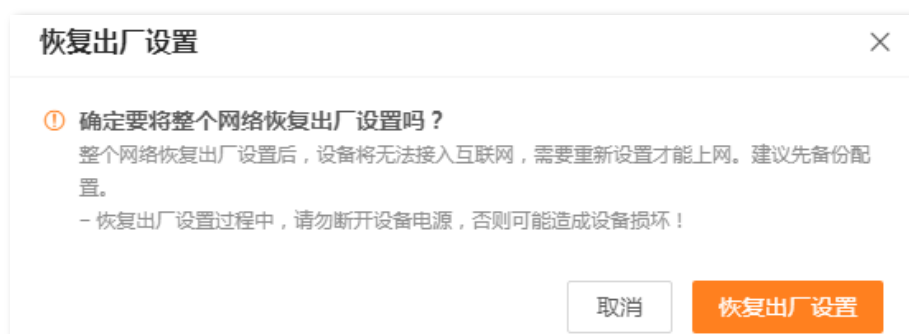 恢复出厂设置
确定要将整个网络恢复出厂设置吗？
整个网络恢复出厂设置后，设备将无法接入互联网，需要重新设置才能上网。建议先备份配
置。
– 恢复出厂设置过程中，请勿断开设备电源，否则可能造成设备损坏！
取消
恢复出厂设置